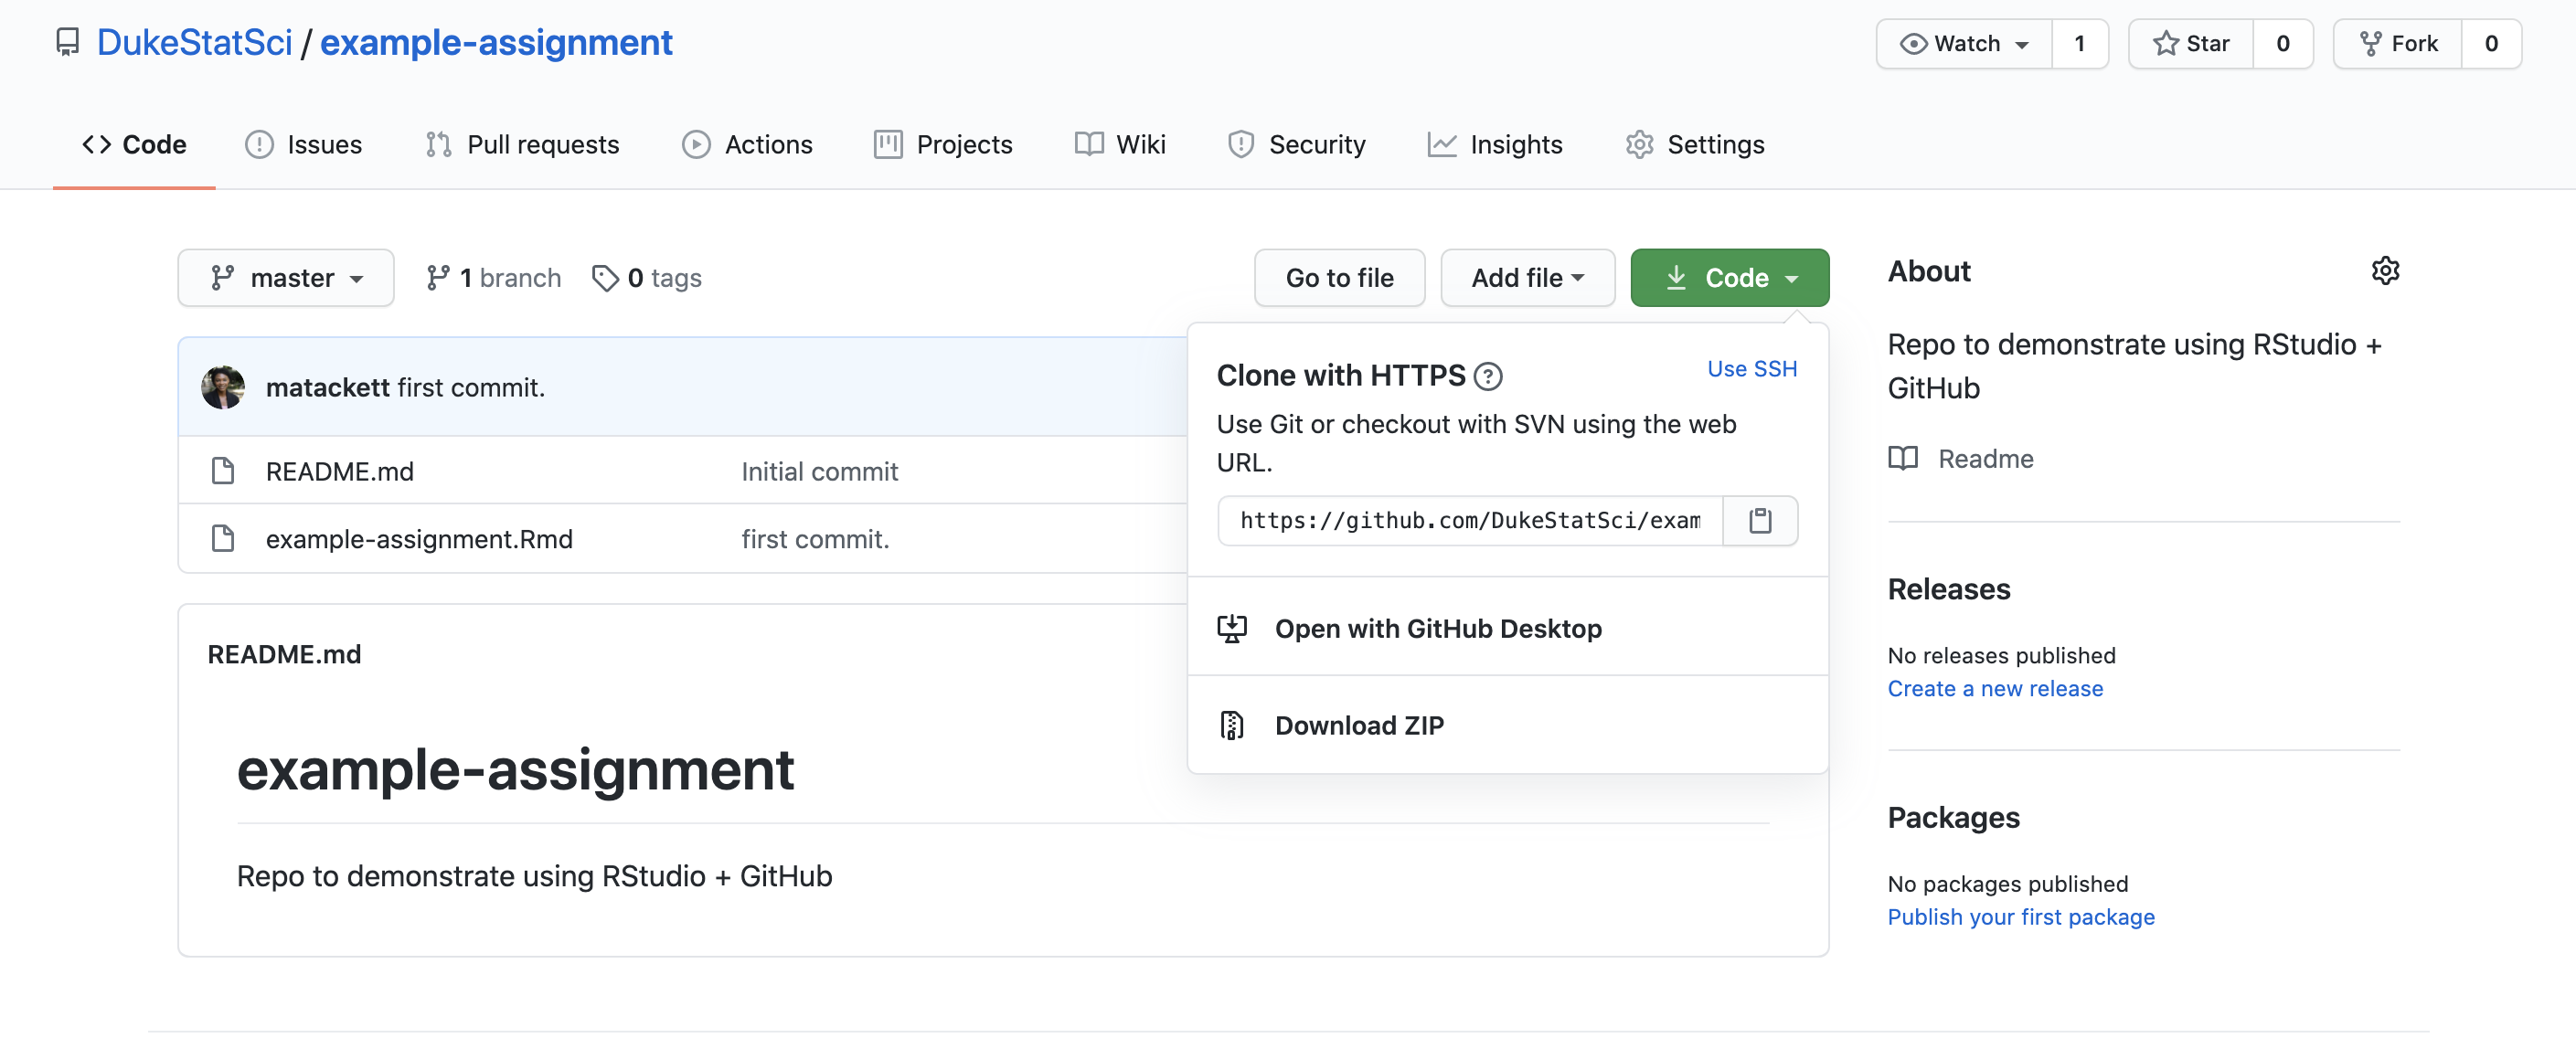 DukeStatSci / example-assignment
Watch 1 Star 0 Fork 0
Code Issues Pull requests Actions Projects Wiki Security Insights Settings
master 1 branch 0 tags Go to file Add file Code
matackett first commit.
README.md Initial commit
example-assignment.Rmd first commit.
Clone with HTTPS ? Use SSH
Use Git or checkout with SVN using the web
URL.
https://github.com/DukeStatSci/exam
Open with GitHub Desktop
Download ZIP
README.md
example-assignment
Repo to demonstrate using RStudio + GitHub
About
Repo to demonstrate using RStudio +
GitHub
Readme
Releases
No releases published
Create a new release
Packages
No packages published
Publish your first package